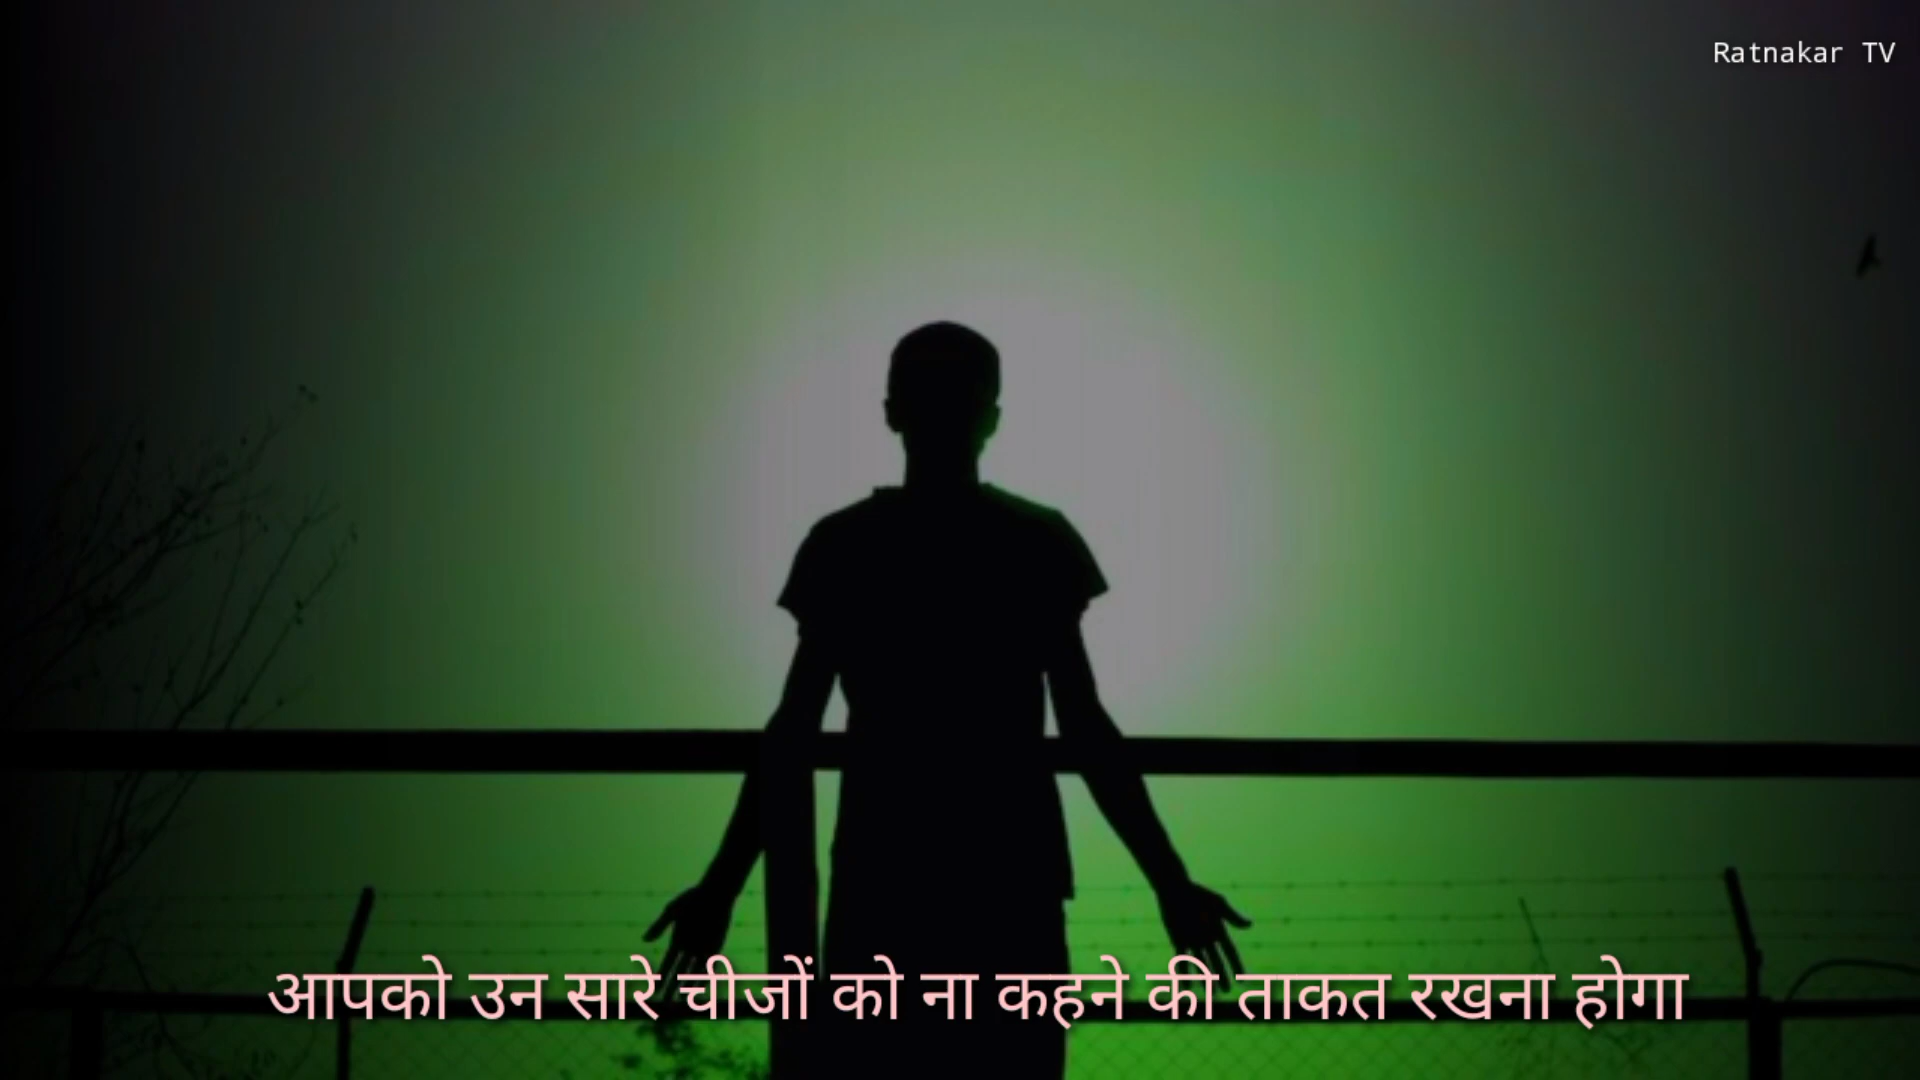 Ratnakar TV
आपको उन सारे चीजों को ना कहने की ताकत रखना होगा